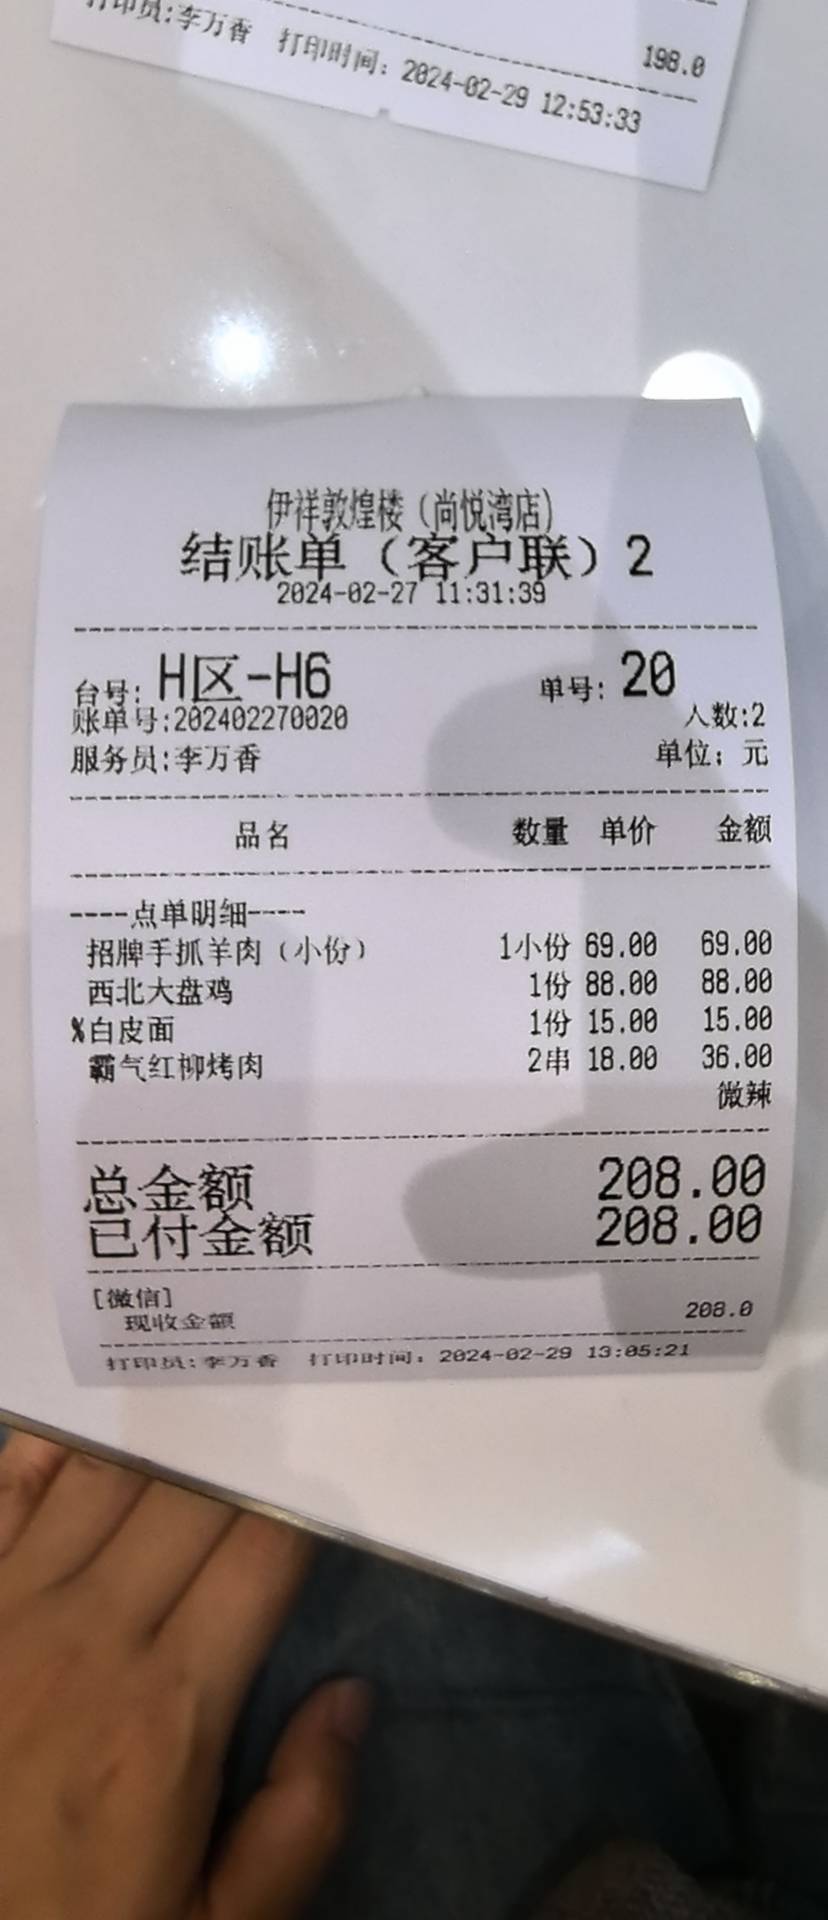 打印员:李万香 打印时间: 2024-02-29 12:53:33
198.0
伊祥敦煌楼（尚悦湾店）
结账单（客户联）2
2024-02-27 11:31:39
台号: H区-H6 单号: 20
账单号:202402270020 人数:2
服务员:李万香 单位: 元
品名 数量 单价 金额
----点单明细----
招牌手抓羊肉（小份） 1小份 69.00 69.00
西北大盘鸡 1份 88.00 88.00
%白皮面 1份 15.00 15.00
霸气红柳烤肉 2串 18.00 36.00
微辣
总金额 208.00
已付金额 208.00
[微信]
现收金额 208.0
打印员:李万香 打印时间: 2024-02-29 13:05:21